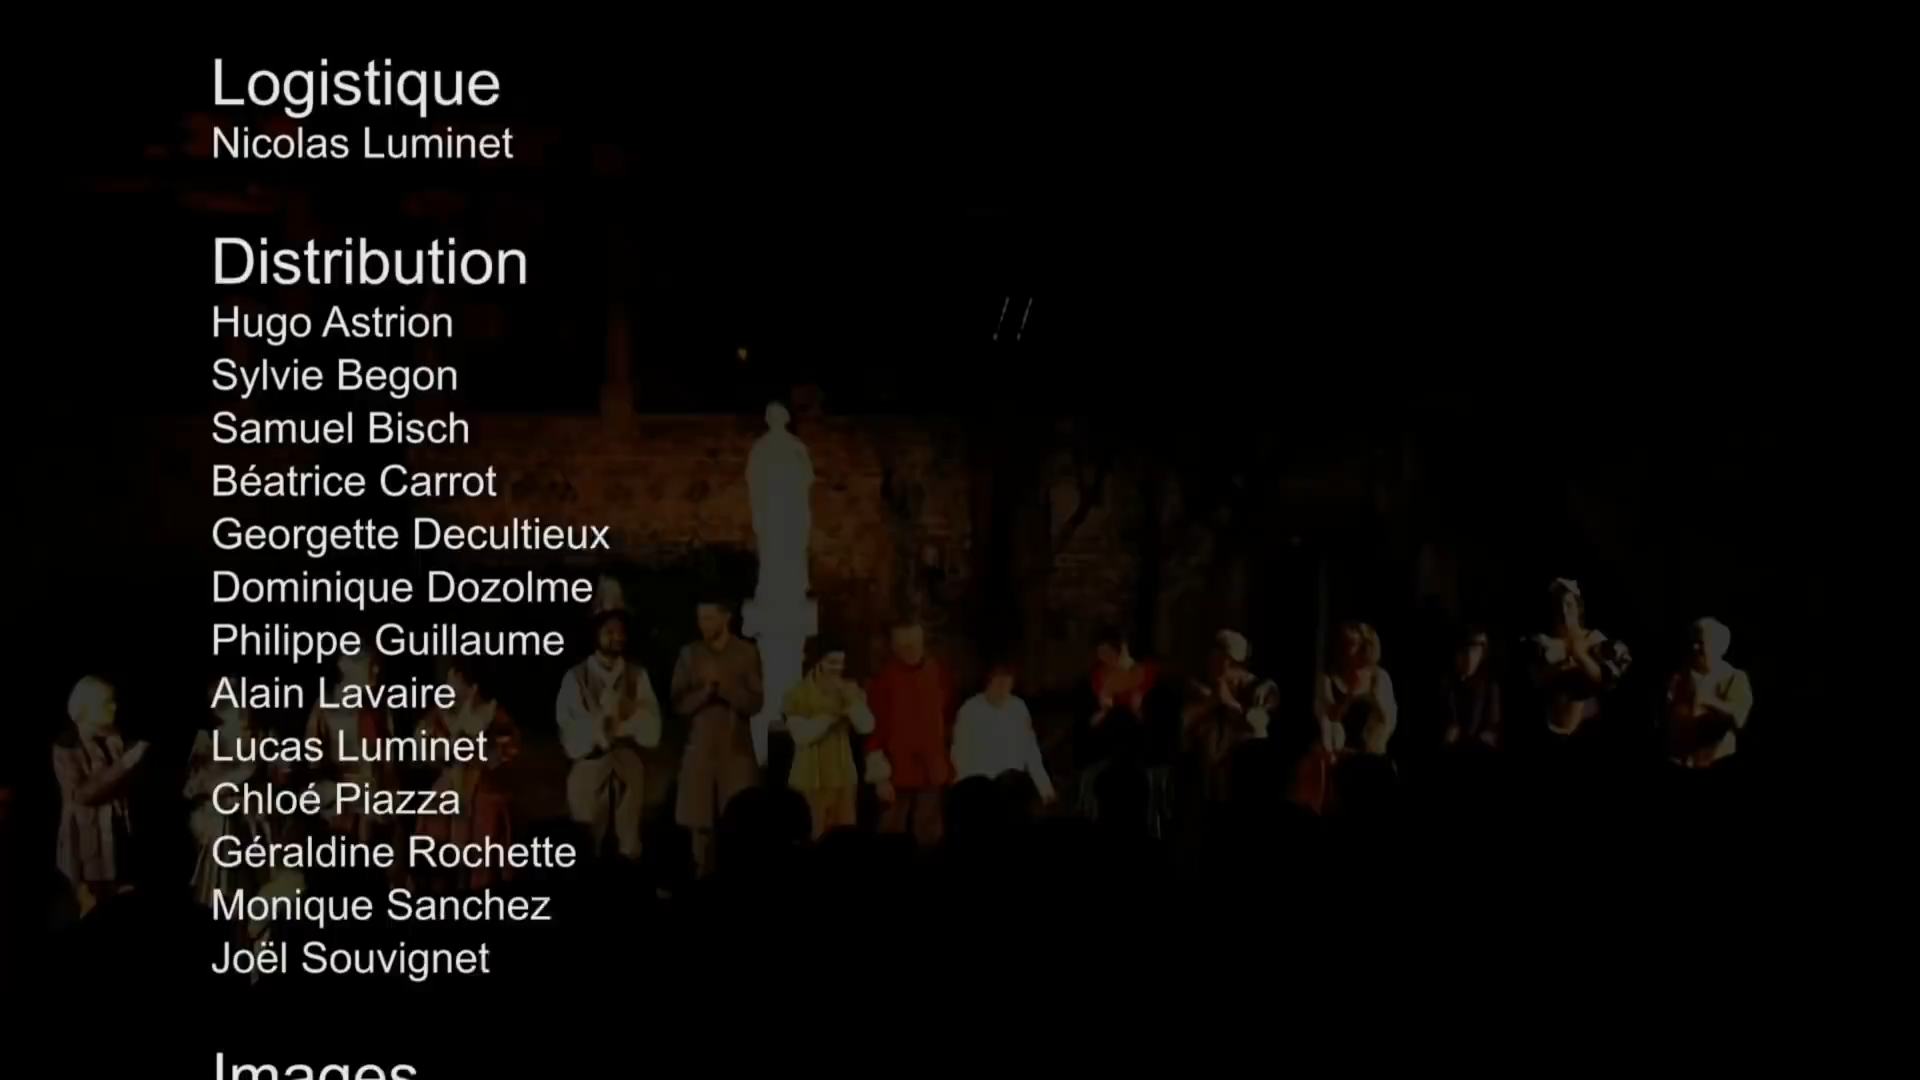 Logistique
Nicolas Luminet
Distribution
Hugo Astrion
Sylvie Begon
Samuel Bisch
Béatrice Carrot
Georgette Decultieux
Dominique Dozolme
Philippe Guillaume
Alain Lavaire
Lucas Luminet
Chloé Piazza
Géraldine Rochette
Monique Sanchez
Joël Souvignet
Images